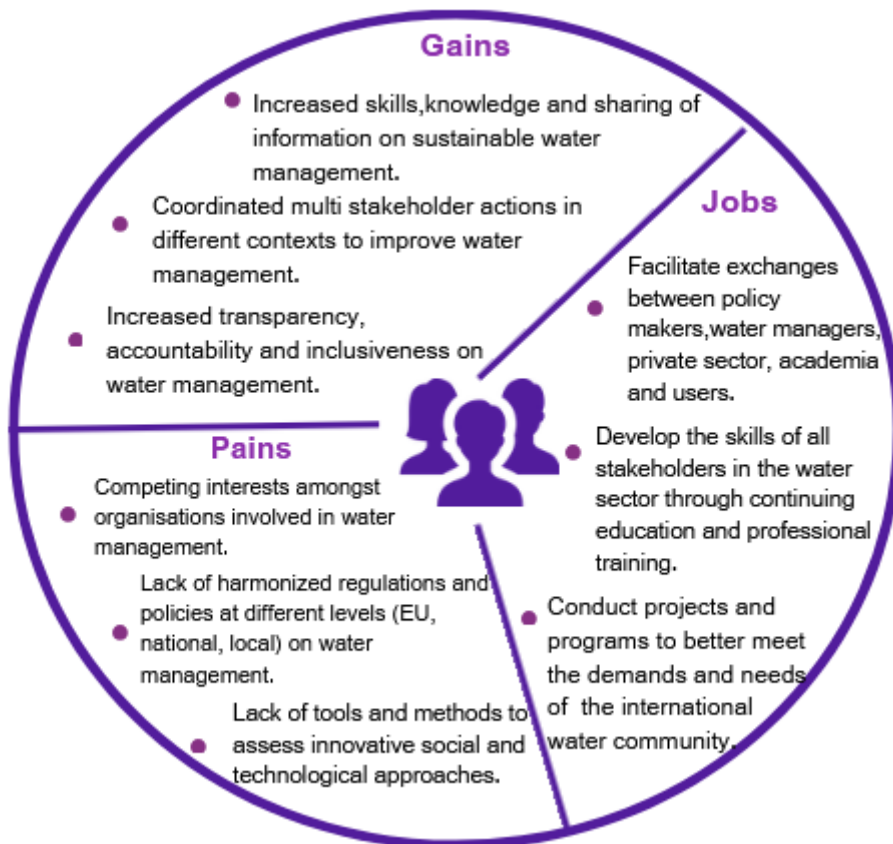 Gains
Increased skills,knowledge and sharing of
information on sustainable water
management.
Coordinated multi stakeholder actions in
different contexts to improve water
management.
Increased transparency,
accountability and inclusiveness on
water management.
Jobs
Facilitate exchanges
between policy
makers,water managers,
private sector, academia
and users.
Develop the skills of all
stakeholders in the water
sector through continuing
education and professional
training.
Conduct projects and
programs to better meet
the demands and needs
of the international
water community.
Pains
Competing interests amongst
organisations involved in water
management.
Lack of harmonized regulations and
policies at different levels (EU,
national, local) on water
management.
Lack of tools and methods to
assess innovative social and
technological approaches.